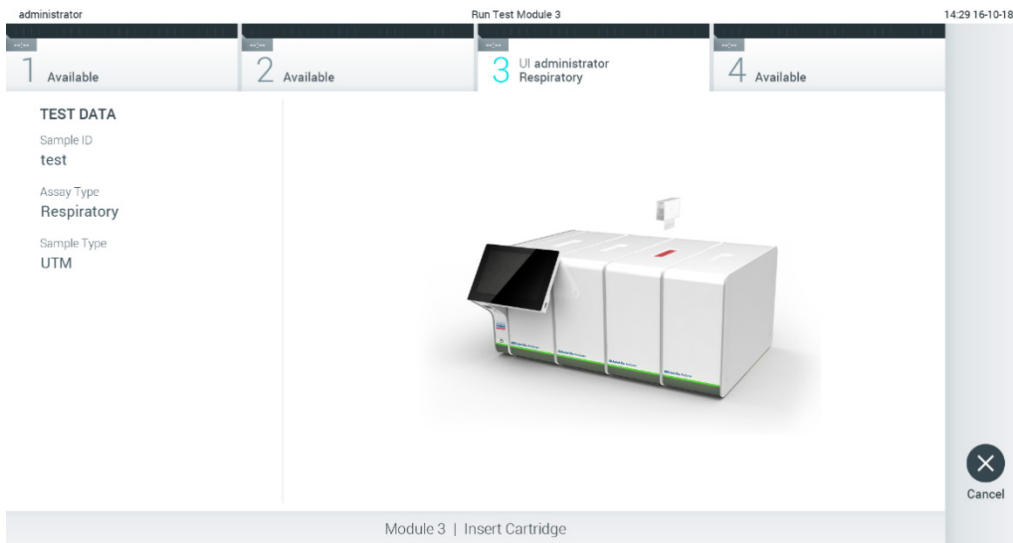 administrator
Run Test Module 3
14:29 16-10-18
--:--
--:--
--:--
--:--
1 Available
2 Available
3 UI administrator
Respiratory
4 Available
TEST DATA
Sample ID
test
Assay Type
Respiratory
Sample Type
UTM
Cancel
Module 3 | Insert Cartridge